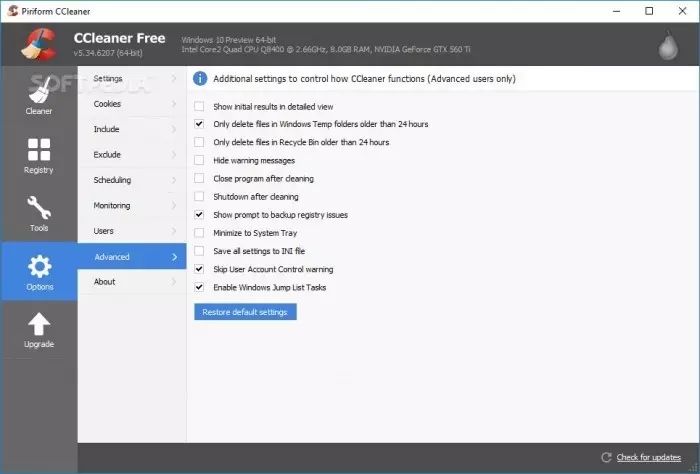 Piriform CCleaner
CCleaner Free
v5.34.6207 (64-bit)
Windows 10 Preview 64-bit
Intel Core2 Quad CPU Q8400 @ 2.66GHz, 8.0GB RAM, NVIDIA GeForce GTX 560 Ti
SOFTPEDIA
Cleaner
Registry
Tools
Options
Upgrade
Settings
Cookies
Include
Exclude
Scheduling
Monitoring
Users
Advanced
About
Additional settings to control how CCleaner functions (Advanced users only)
Show initial results in detailed view
Only delete files in Windows Temp folders older than 24 hours
Only delete files in Recycle Bin older than 24 hours
Hide warning messages
Close program after cleaning
Shutdown after cleaning
Show prompt to backup registry issues
Minimize to System Tray
Save all settings to INI file
Skip User Account Control warning
Enable Windows Jump List Tasks
Restore default settings
Check for updates